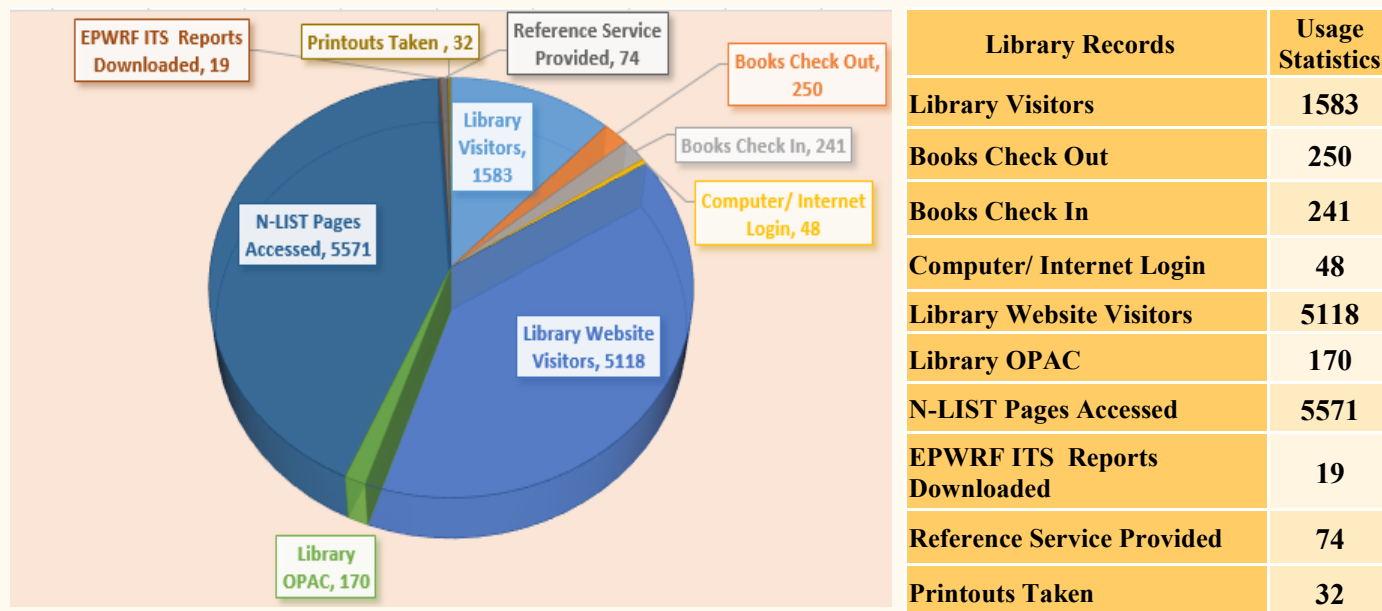 EPWRF ITS  Reports
Downloaded, 19
Printouts Taken , 32
Reference Service
Provided, 74
Books Check Out,
250
Library
Visitors,
1583
Books Check In, 241
Computer/ Internet
Login, 48
N-LIST Pages
Accessed, 5571
Library Website
Visitors, 5118
Library
OPAC, 170
Library Records
Usage
Statistics
Library Visitors 1583
Books Check Out 250
Books Check In 241
Computer/ Internet Login 48
Library Website Visitors 5118
Library OPAC 170
N-LIST Pages Accessed 5571
EPWRF ITS  Reports
Downloaded 19
Reference Service Provided 74
Printouts Taken 32